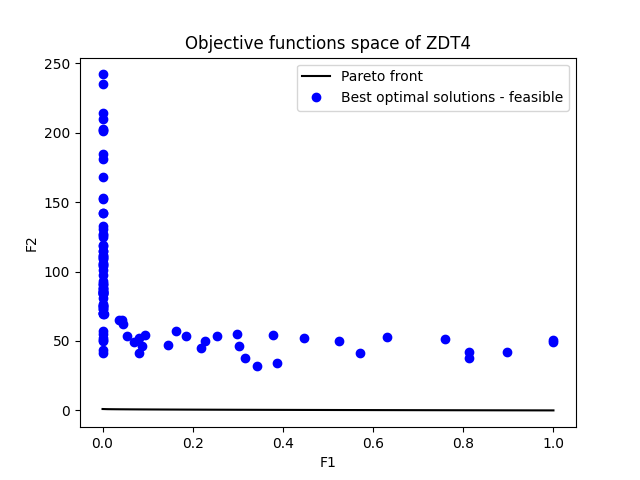 Objective functions space of ZDT4
Pareto front
Best optimal solutions - feasible
250
200
150
100
50
0
F2
0.0 0.2 0.4 0.6 0.8 1.0
F1